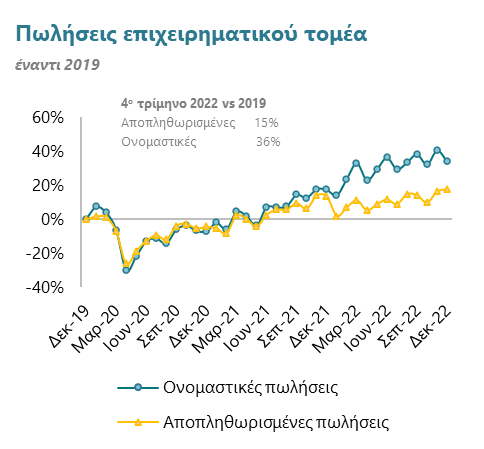 Πωλήσεις επιχειρηματικού τομέα
έναντι 2019
4ο τρίμηνο 2022 vs 2019
Αποπληθωρισμένες 15%
Ονομαστικές 36%
60%
40%
20%
0%
-20%
-40%
Δεκ-19
Μαρ-20
Ιουν-20
Σεπ-20
Δεκ-20
Μαρ-21
Ιουν-21
Σεπ-21
Δεκ-21
Μαρ-22
Ιουν-22
Σεπ-22
Δεκ-22
Ονομαστικές πωλήσεις
Αποπληθωρισμένες πωλήσεις